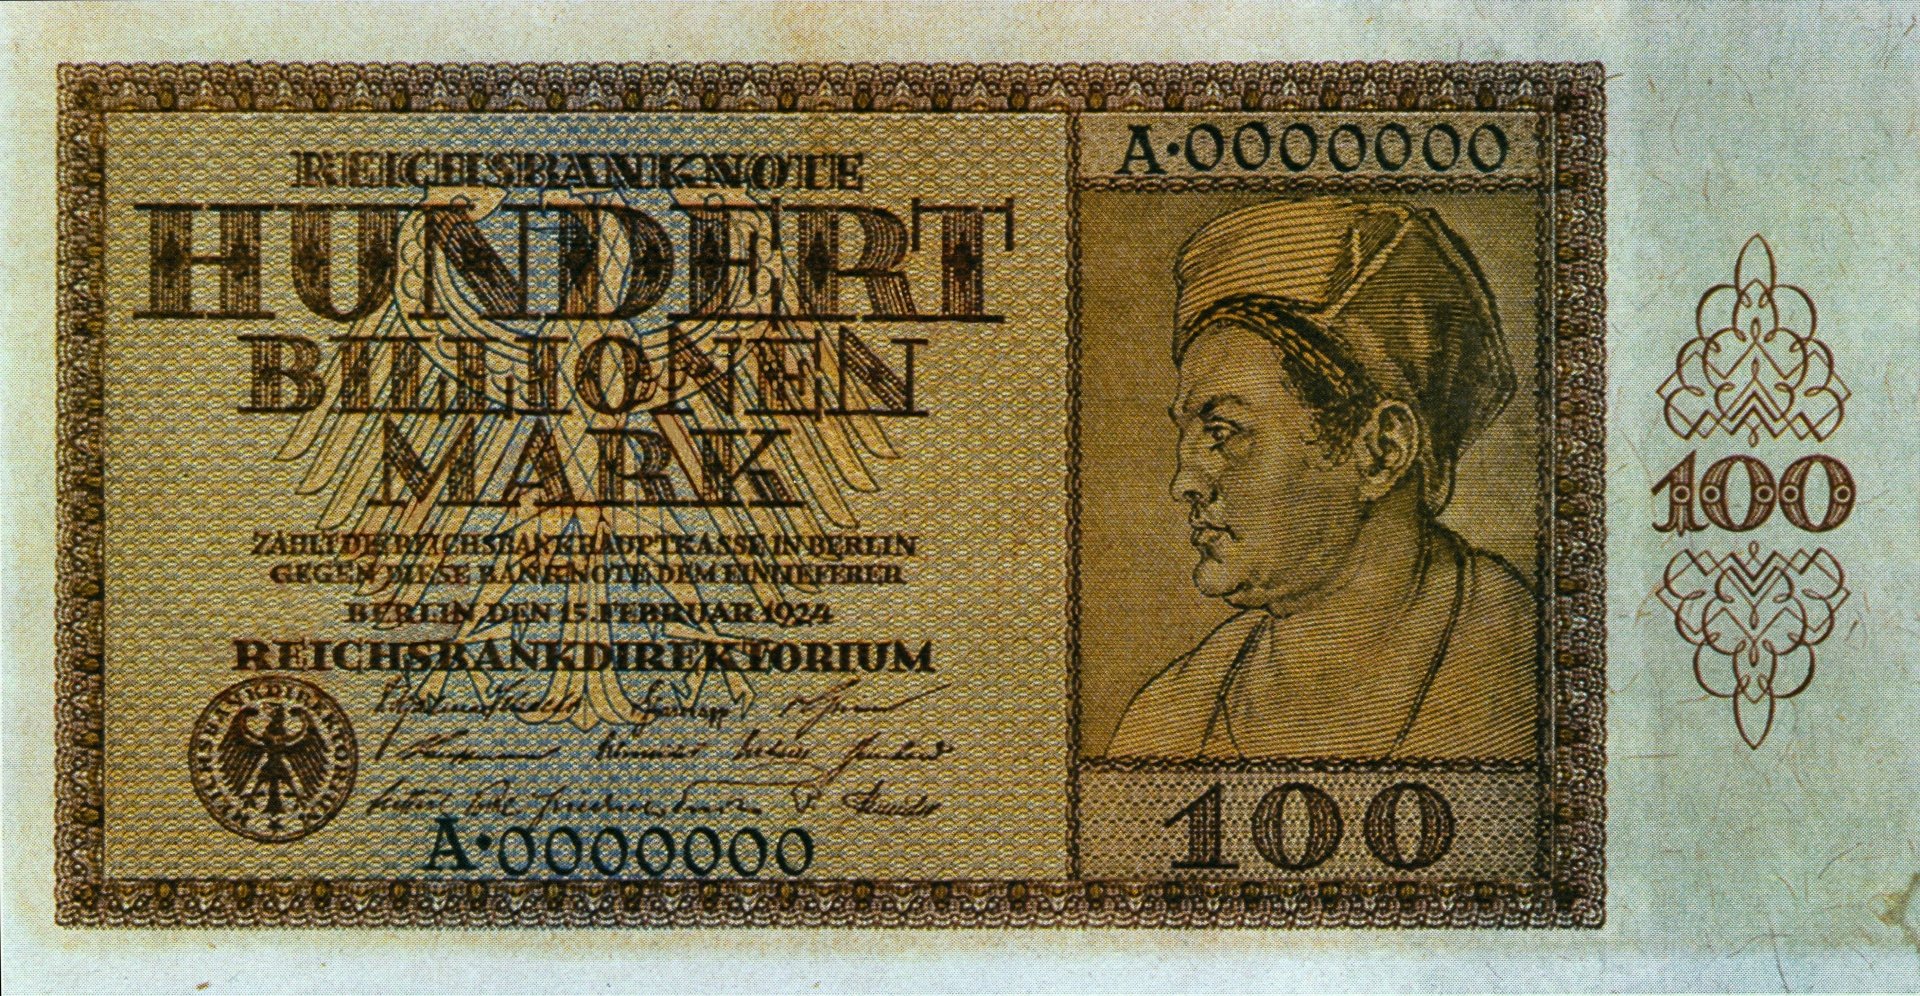 REICHSBANKNOTE
HUNDERT
BILLIONEN
MARK
ZAHLT DIE REICHSBANKHAUPTKASSE IN BERLIN
GEGEN DIESE BANKNOTE DEM EINLIEFERER
BERLIN, DEN 15. FEBRUAR 1924
REICHSBANKDIREKTORIUM
REICHSBANKDIREKTORIUM
A·0000000
A·0000000
100
100